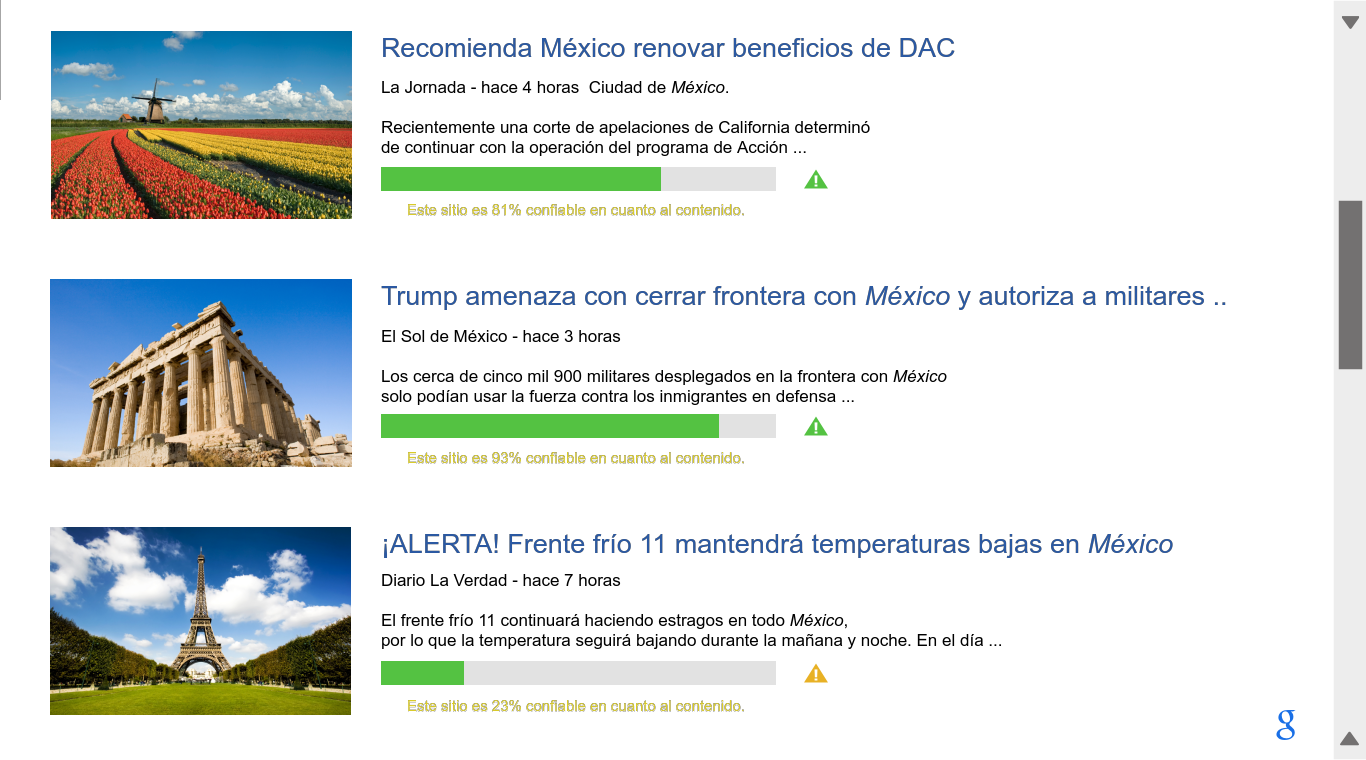 Recomienda México renovar beneficios de DAC
La Jornada - hace 4 horas  Ciudad de México.
Recientemente una corte de apelaciones de California determinó
de continuar con la operación del programa de Acción ...
Este sitio es 81% confiable en cuanto al contenido.
Trump amenaza con cerrar frontera con México y autoriza a militares ..
El Sol de México - hace 3 horas
Los cerca de cinco mil 900 militares desplegados en la frontera con México
solo podían usar la fuerza contra los inmigrantes en defensa ...
Este sitio es 93% confiable en cuanto al contenido.
¡ALERTA! Frente frío 11 mantendrá temperaturas bajas en México
Diario La Verdad - hace 7 horas
El frente frío 11 continuará haciendo estragos en todo México,
por lo que la temperatura seguirá bajando durante la mañana y noche. En el día ...
Este sitio es 23% confiable en cuanto al contenido.
g